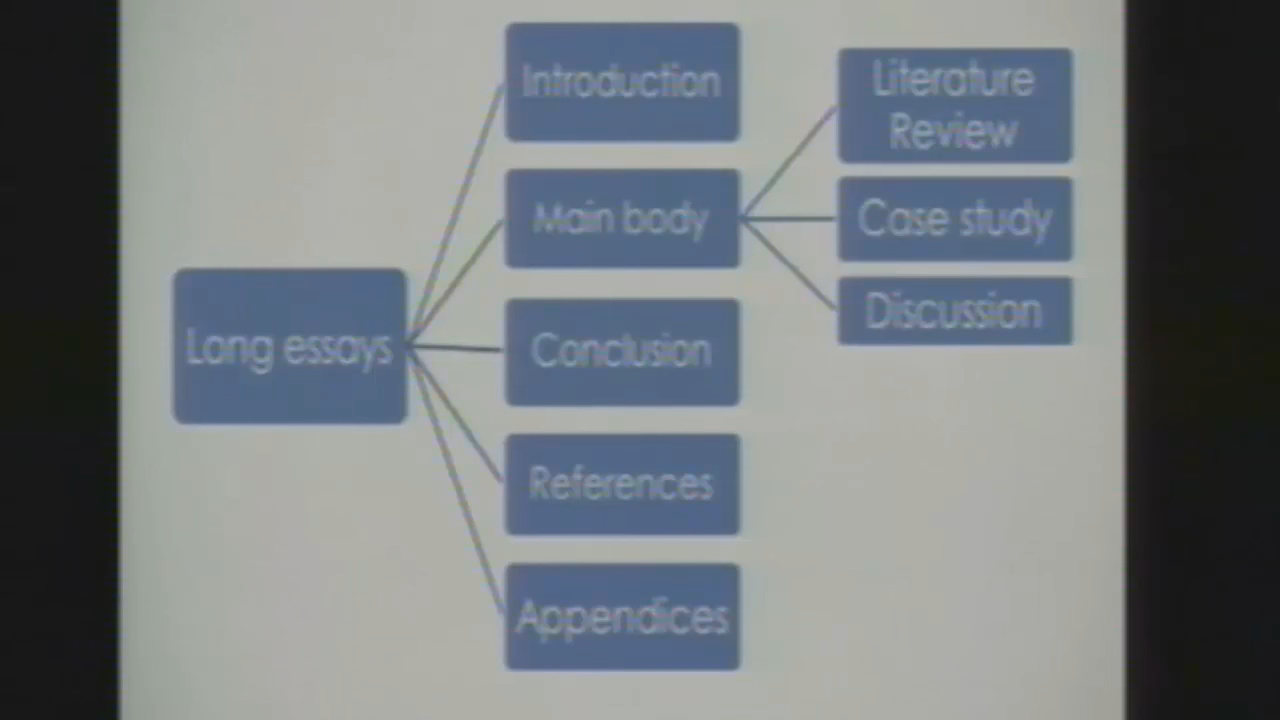 Introduction
Literature
Review
Main body
Case study
Discussion
Long essays
Conclusion
References
Appendices